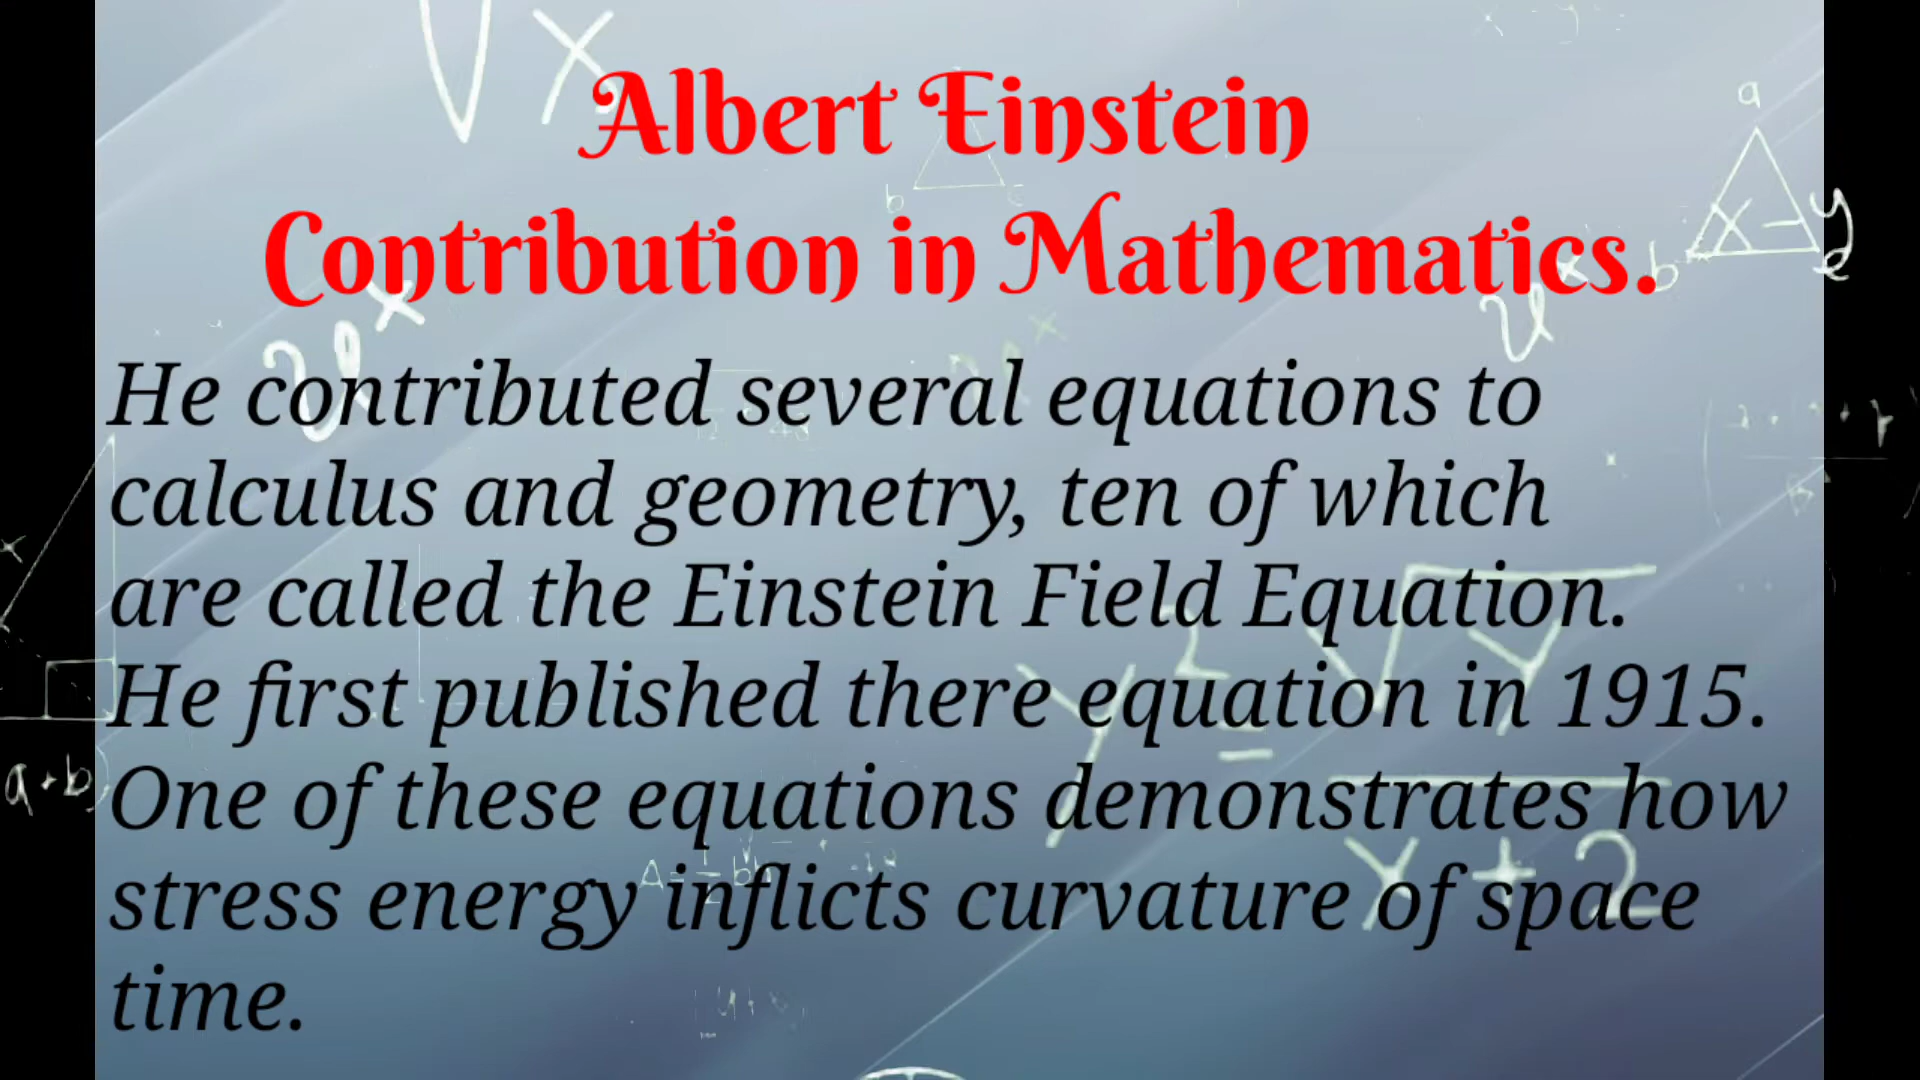 Albert Einstein
Contribution in Mathematics.
He contributed several equations to
calculus and geometry, ten of which
are called the Einstein Field Equation.
He first published there equation in 1915.
One of these equations demonstrates how
stress energy inflicts curvature of space
time.